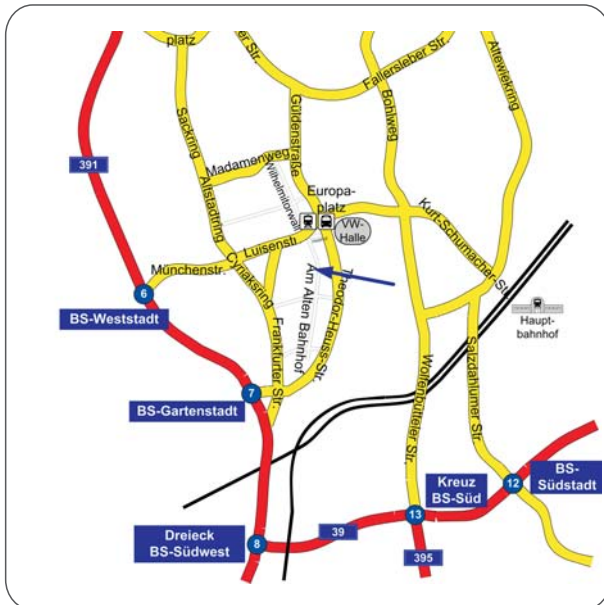 platz
er Str.
Fallersleber Str.
Altewiekring
Sackring
Güldenstraße
Bohlweg
391
Madamenweg
Altstadtring
Wilhelmitorwall
Europa-
platz
VW-
Halle
Kurt-Schumacher-Str.
Luisenstr
Münchenstr.
Cyriaksring
Am Alten Bahnhof
Theodor-Heuss-Str.
6
BS-Weststadt
Haupt-
bahnhof
Frankfurter Str.
Wolfenbütteler Str.
Salzdahlumer Str.
7
BS-Gartenstadt
Kreuz
BS-Süd
12
BS-
Südstadt
13
Dreieck
BS-Südwest
8
39
395